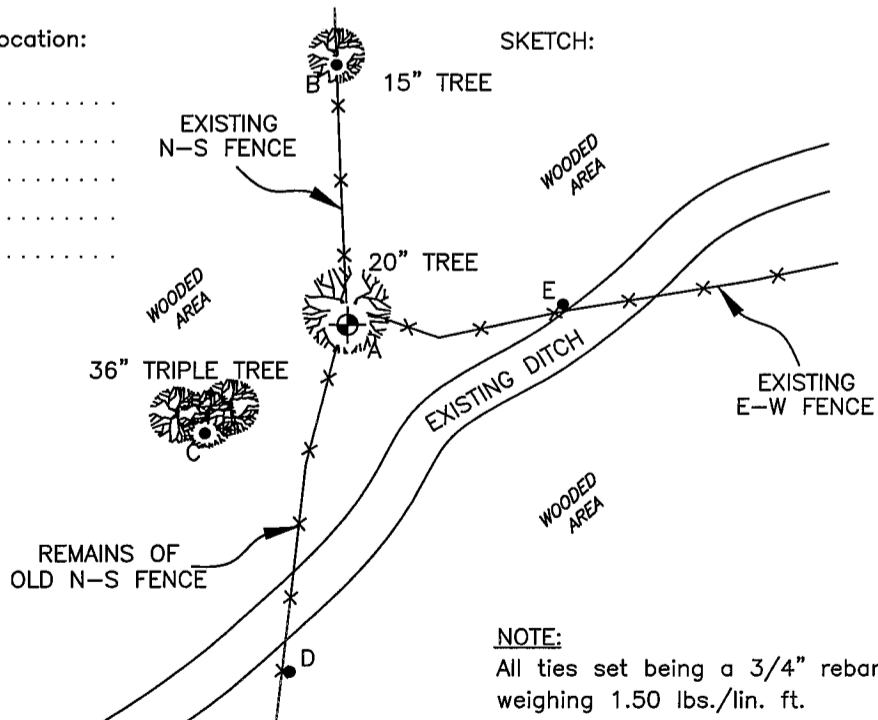 ocation:
SKETCH:
B
15” TREE
EXISTING
N–S FENCE
WOODED
AREA
20” TREE
WOODED
AREA
E
A
36” TRIPLE TREE
EXISTING DITCH
EXISTING
E–W FENCE
C
WOODED
AREA
REMAINS OF
OLD N–S FENCE
D
NOTE:
All ties set being a 3/4” rebar
weighing 1.50 lbs./lin. ft.